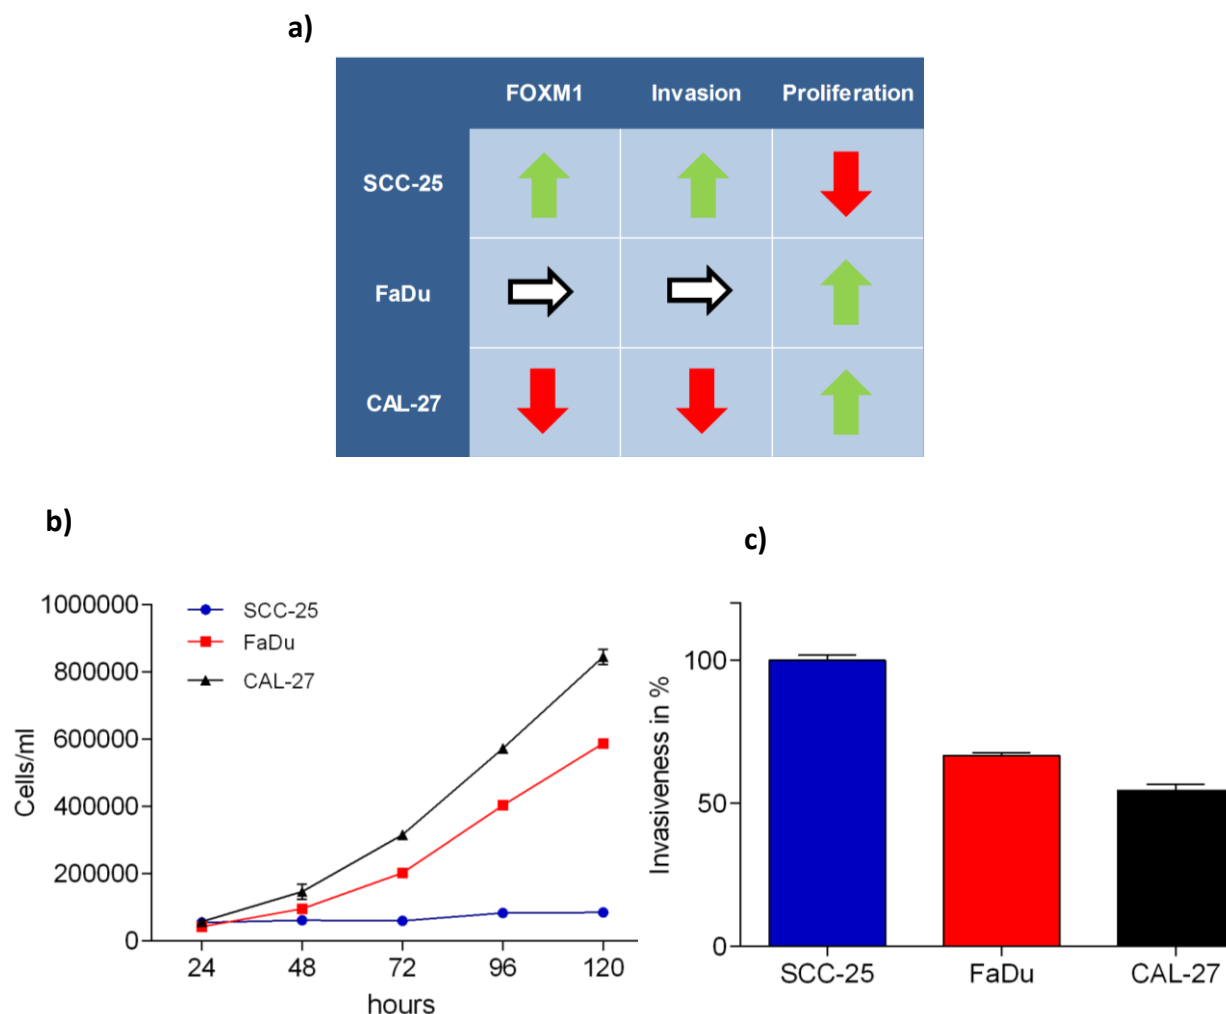 a)
FOXM1 Invasion Proliferation
SCC-25
FaDu
CAL-27
b)
1000000
800000
600000
400000
200000
0
Cells/ml
SCC-25
FaDu
CAL-27
24 48 72 96 120
hours
c)
100
50
0
Invasiveness in %
SCC-25 FaDu CAL-27